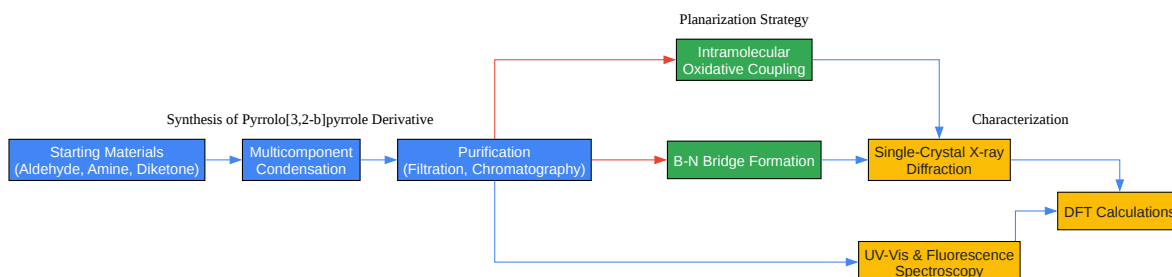 Planarization Strategy
Intramolecular
Oxidative Coupling
Synthesis of Pyrrolo[3,2-b]pyrrole Derivative
Characterization
Starting Materials
(Aldehyde, Amine, Diketone)
Multicomponent
Condensation
Purification
(Filtration, Chromatography)
B-N Bridge Formation
Single-Crystal X-ray
Diffraction
DFT Calculations
UV-Vis & Fluorescence
Spectroscopy